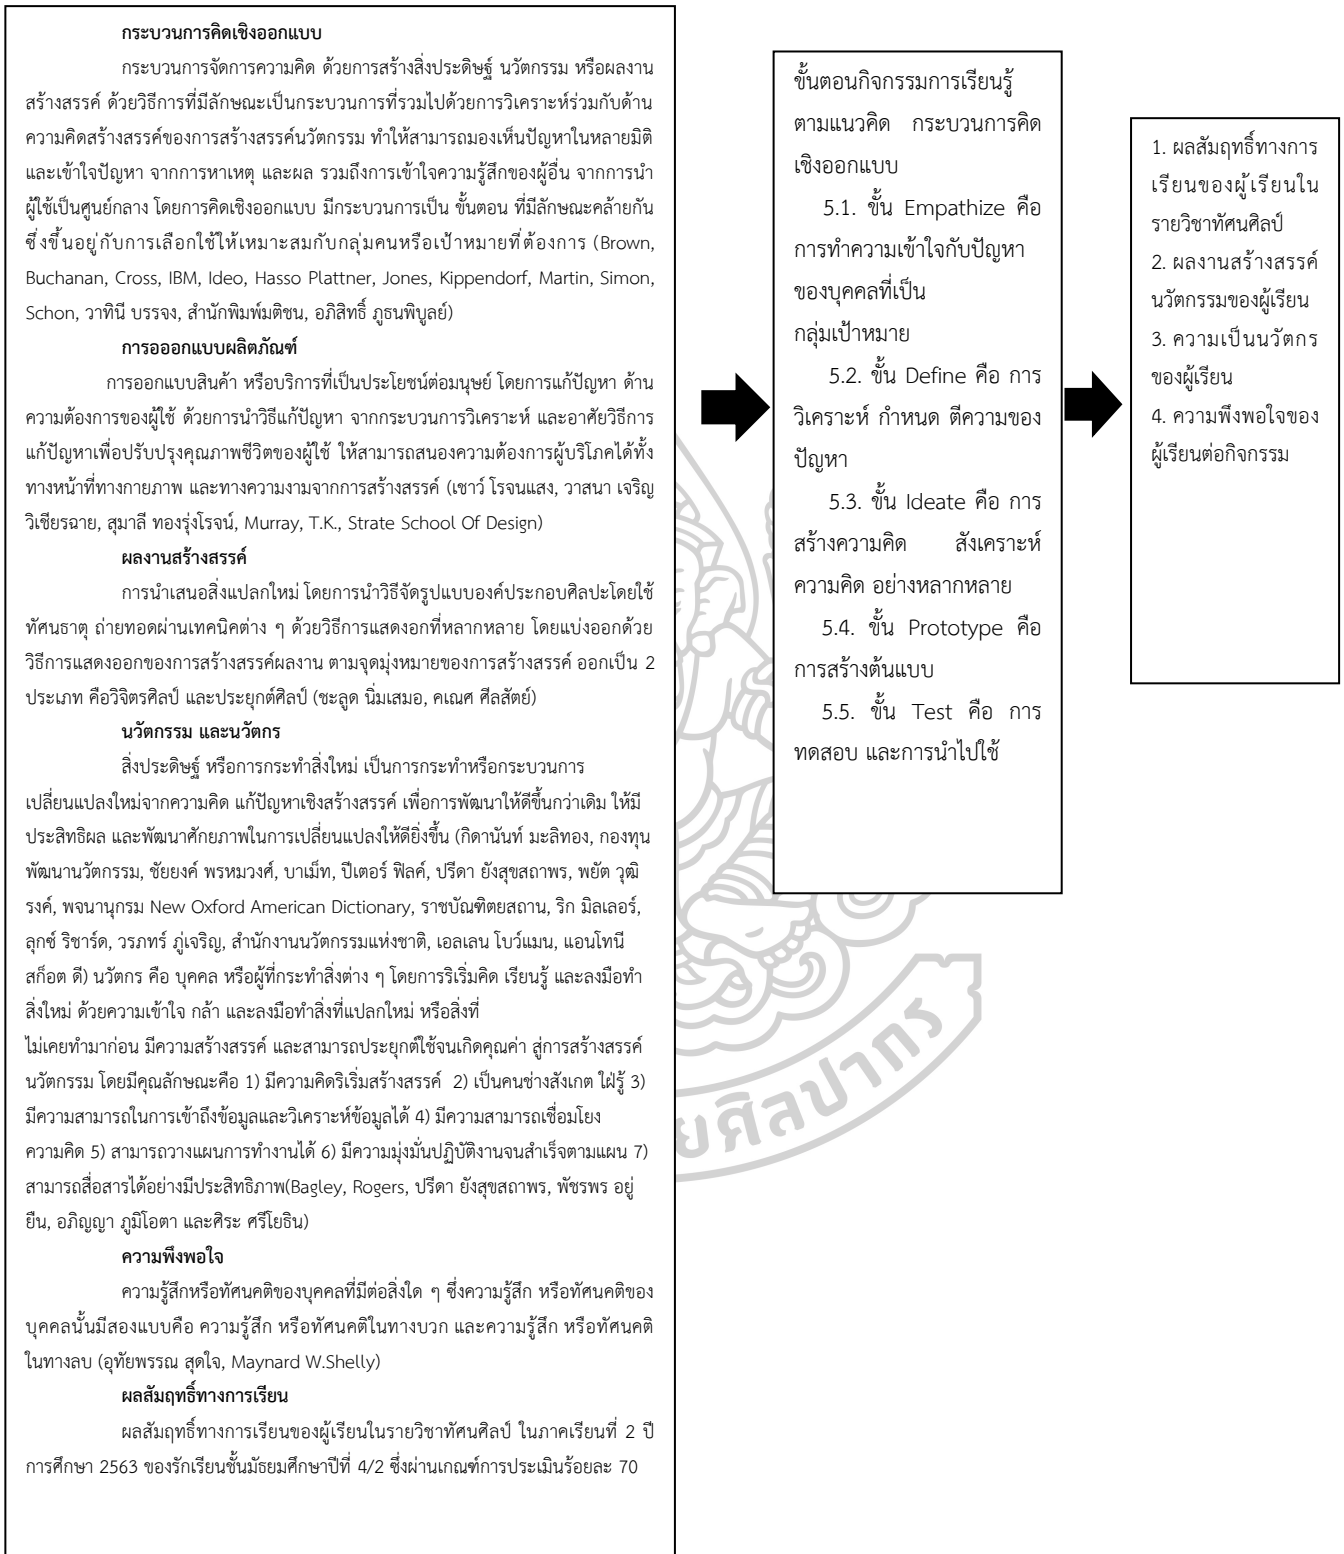 กระบวนการคิดเชิงออกแบบ
กระบวนการจัดการความคิด ด้วยการสร้างสิ่งประดิษฐ์ นวัตกรรม หรือผลงาน
สร้างสรรค์ ด้วยวิธีการที่มีลักษณะเป็นกระบวนการที่รวมไปด้วยการวิเคราะห์ร่วมกับด้าน
ความคิดสร้างสรรค์ของการสร้างสรรค์นวัตกรรม ทำให้สามารถมองเห็นปัญหาในหลายมิติ
และเข้าใจปัญหา จากการหาเหตุ และผล รวมถึงการเข้าใจความรู้สึกของผู้อื่น จากการนำ
ผู้ใช้เป็นศูนย์กลาง โดยการคิดเชิงออกแบบ มีกระบวนการเป็น ขั้นตอน ที่มีลักษณะคล้ายกัน
ซึ่งขึ้นอยู่กับการเลือกใช้ให้เหมาะสมกับกลุ่มคนหรือเป้าหมายที่ต้องการ (Brown,
Buchanan, Cross, IBM, Ideo, Hasso Plattner, Jones, Kippendorf, Martin, Simon,
Schon, วาทินี บรรจง, สำนักพิมพ์มติชน, อภิสิทธิ์ ภูธนพิบูลย์)
การอออกแบบผลิตภัณฑ์
การออกแบบสินค้า หรือบริการที่เป็นประโยชน์ต่อมนุษย์ โดยการแก้ปัญหา ด้าน
ความต้องการของผู้ใช้ ด้วยการนำวิธีแก้ปัญหา จากกระบวนการวิเคราะห์ และอาศัยวิธีการ
แก้ปัญหาเพื่อปรับปรุงคุณภาพชีวิตของผู้ใช้ ให้สามารถสนองความต้องการผู้บริโภคได้ทั้ง
ทางหน้าที่ทางกายภาพ และทางความงามจากการสร้างสรรค์ (เชาว์ โรจนแสง, วาสนา เจริญ
วิเชียรฉาย, สุมาลี ทองรุ่งโรจน์, Murray, T.K., Strate School Of Design)
ผลงานสร้างสรรค์
การนำเสนอสิ่งแปลกใหม่ โดยการนำวิธีจัดรูปแบบองค์ประกอบศิลปะโดยใช้
ทัศนธาตุ ถ่ายทอดผ่านเทคนิคต่าง ๆ ด้วยวิธีการแสดงอกที่หลากหลาย โดยแบ่งออกด้วย
วิธีการแสดงออกของการสร้างสรรค์ผลงาน ตามจุดมุ่งหมายของการสร้างสรรค์ ออกเป็น 2
ประเภท คือวิจิตรศิลป์ และประยุกต์ศิลป์ (ชะลูด นิ่มเสมอ, คเณศ ศีลสัตย์)
นวัตกรรม และนวัตกร
สิ่งประดิษฐ์ หรือการกระทำสิ่งใหม่ เป็นการกระทำหรือกระบวนการ
เปลี่ยนแปลงใหม่จากความคิด แก้ปัญหาเชิงสร้างสรรค์ เพื่อการพัฒนาให้ดีขึ้นกว่าเดิม ให้มี
ประสิทธิผล และพัฒนาศักยภาพในการเปลี่ยนแปลงให้ดียิ่งขึ้น (กิดานันท์ มะลิทอง, กองทุน
พัฒนานวัตกรรม, ชัยยงค์ พรหมวงศ์, บาเม็ท, ปีเตอร์ ฟิลค์, ปรีดา ยังสุขสถาพร, พยัต วุฒิ
รงค์, พจนานุกรม New Oxford American Dictionary, ราชบัณฑิตยสถาน, ริก มิลเลอร์,
ลุกซ์ ริชาร์ด, วรภทร์ ภู่เจริญ, สำนักงานนวัตกรรมแห่งชาติ, เอลเลน โบว์แมน, แอนโทนี
สก็อต ดี) นวัตกร คือ บุคคล หรือผู้ที่กระทำสิ่งต่าง ๆ โดยการริเริ่มคิด เรียนรู้ และลงมือทำ
สิ่งใหม่ ด้วยความเข้าใจ กล้า และลงมือทำสิ่งที่แปลกใหม่ หรือสิ่งที่
ไม่เคยทำมาก่อน มีความสร้างสรรค์ และสามารถประยุกต์ใช้จนเกิดคุณค่า สู่การสร้างสรรค์
นวัตกรรม โดยมีคุณลักษณะคือ 1) มีความคิดริเริ่มสร้างสรรค์ 2) เป็นคนช่างสังเกต ใฝ่รู้ 3)
มีความสามารถในการเข้าถึงข้อมูลและวิเคราะห์ข้อมูลได้ 4) มีความสามารถเชื่อมโยง
ความคิด 5) สามารถวางแผนการทำงานได้ 6) มีความมุ่งมั่นปฏิบัติงานจนสำเร็จตามแผน 7)
สามารถสื่อสารได้อย่างมีประสิทธิภาพ(Bagley, Rogers, ปรีดา ยังสุขสถาพร, พัชรพร อยู่
ยืน, อภิญญา ภูมิโอตา และศิระ ศรีโยธิน)
ความพึงพอใจ
ความรู้สึกหรือทัศนคติของบุคคลที่มีต่อสิ่งใด ๆ ซึ่งความรู้สึก หรือทัศนคติของ
บุคคลนั้นมีสองแบบคือ ความรู้สึก หรือทัศนคติในทางบวก และความรู้สึก หรือทัศนคติ
ในทางลบ (อุทัยพรรณ สุดใจ, Maynard W.Shelly)
ผลสัมฤทธิ์ทางการเรียน
ผลสัมฤทธิ์ทางการเรียนของผู้เรียนในรายวิชาทัศนศิลป์ ในภาคเรียนที่ 2 ปี
การศึกษา 2563 ของรักเรียนชั้นมัธยมศึกษาปีที่ 4/2 ซึ่งผ่านเกณฑ์การประเมินร้อยละ 70
ขั้นตอนกิจกรรมการเรียนรู้
ตามแนวคิด กระบวนการคิด
เชิงออกแบบ
5.1. ขั้น Empathize คือ
การทำความเข้าใจกับปัญหา
ของบุคคลที่เป็น
กลุ่มเป้าหมาย
5.2. ขั้น Define คือ การ
วิเคราะห์ กำหนด ตีความของ
ปัญหา
5.3. ขั้น Ideate คือ การ
สร้างความคิด สังเคราะห์
ความคิด อย่างหลากหลาย
5.4. ขั้น Prototype คือ
การสร้างต้นแบบ
5.5. ขั้น Test คือ การ
ทดสอบ และการนำไปใช้
1. ผลสัมฤทธิ์ทางการ
เรียนของผู้เรียนใน
รายวิชาทัศนศิลป์
2. ผลงานสร้างสรรค์
นวัตกรรมของผู้เรียน
3. ความเป็นนวัตกร
ของผู้เรียน
4. ความพึงพอใจของ
ผู้เรียนต่อกิจกรรม
ยศิลปากร